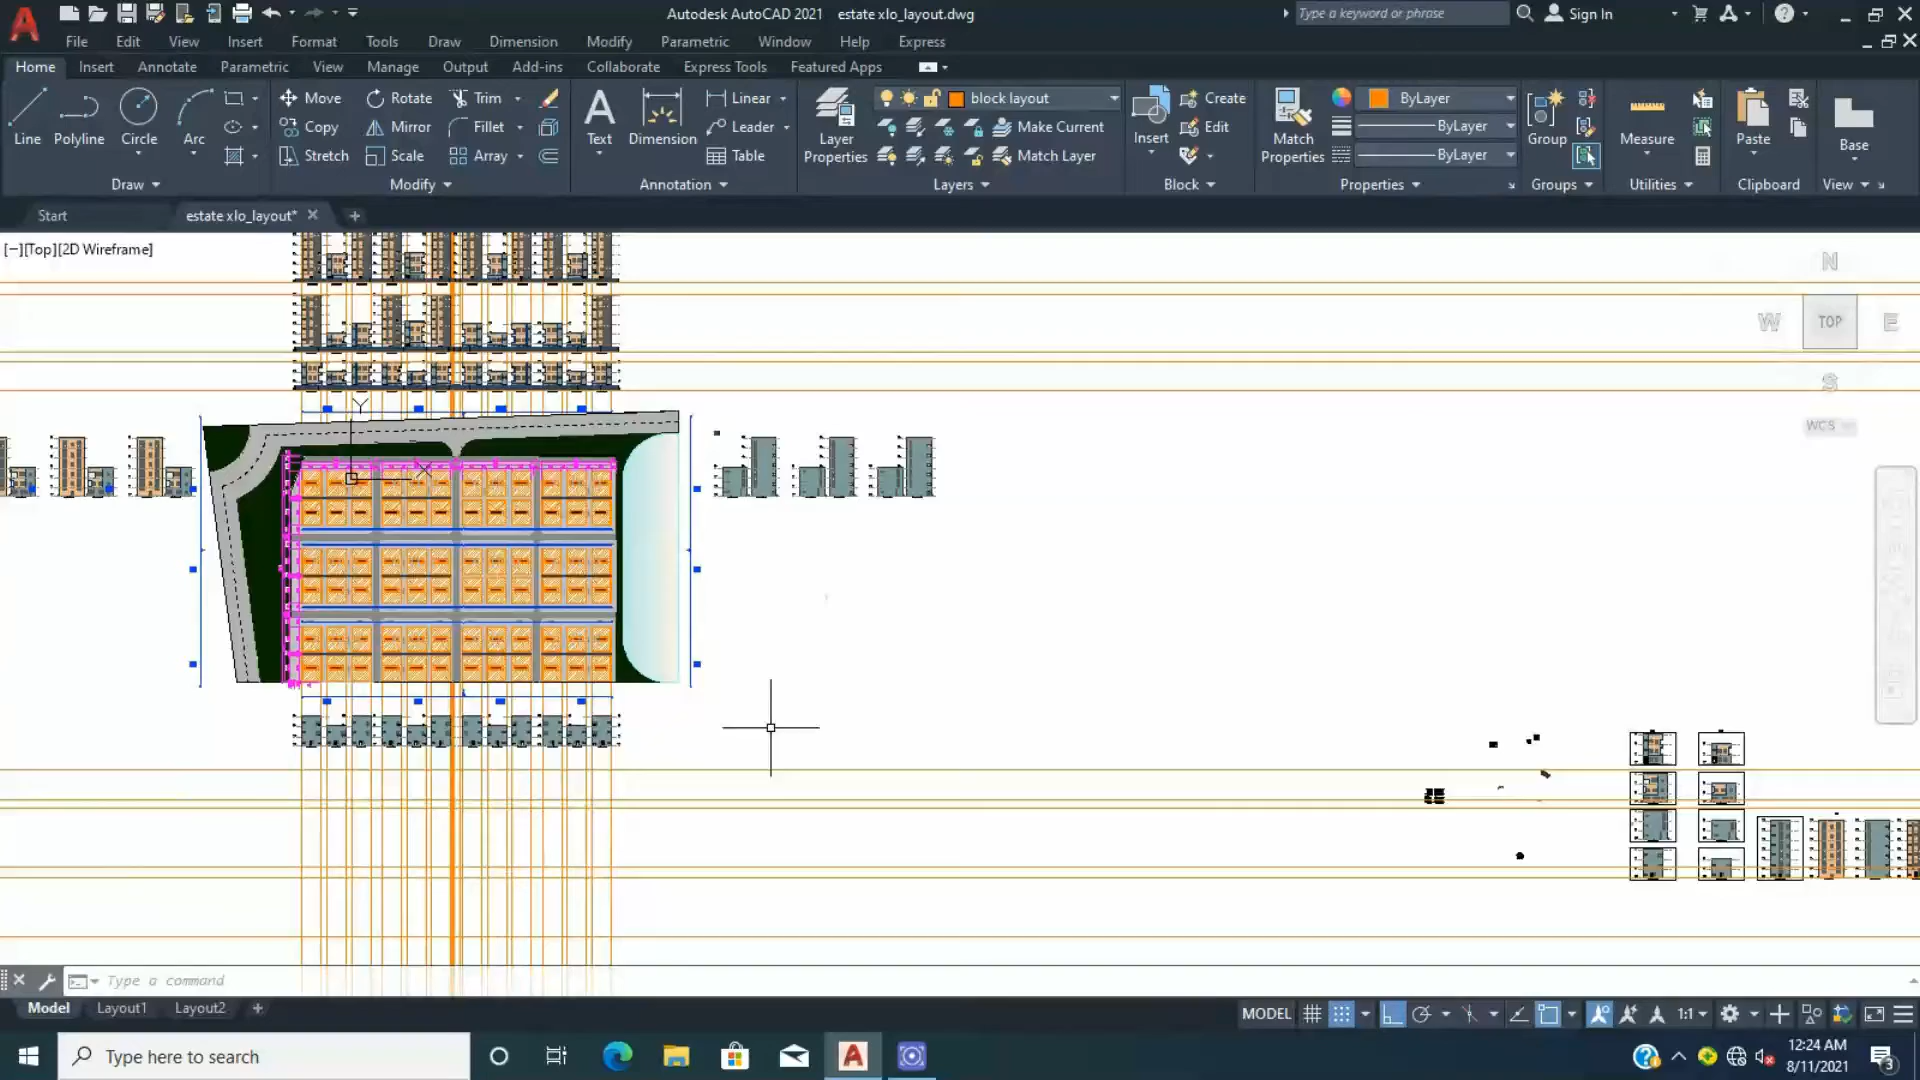 Autodesk AutoCAD 2021 estate xlo_layout.dwg
Type a keyword or phrase
Sign In
File Edit View Insert Format Tools Draw Dimension Modify Parametric Window Help Express
Home Insert Annotate Parametric View Manage Output Add-ins Collaborate Express Tools Featured Apps
Line Polyline Circle Arc
Move Rotate Trim
Copy Mirror Fillet
Stretch Scale Array
Text Dimension
Linear
Leader
Table
Layer Properties
block layout
Make Current
Match Layer
Insert
Create
Edit
Match Properties
ByLayer
ByLayer
ByLayer
Group
Measure
Paste
Base
Draw Modify Annotation Layers Block Properties Groups Utilities Clipboard View
Start estate xlo_layout*
[−][Top][2D Wireframe]
N
W TOP E
S
WCS
Y
X
Type a command
Model Layout1 Layout2
MODEL 1:1
Type here to search
12:24 AM
8/11/2021
3